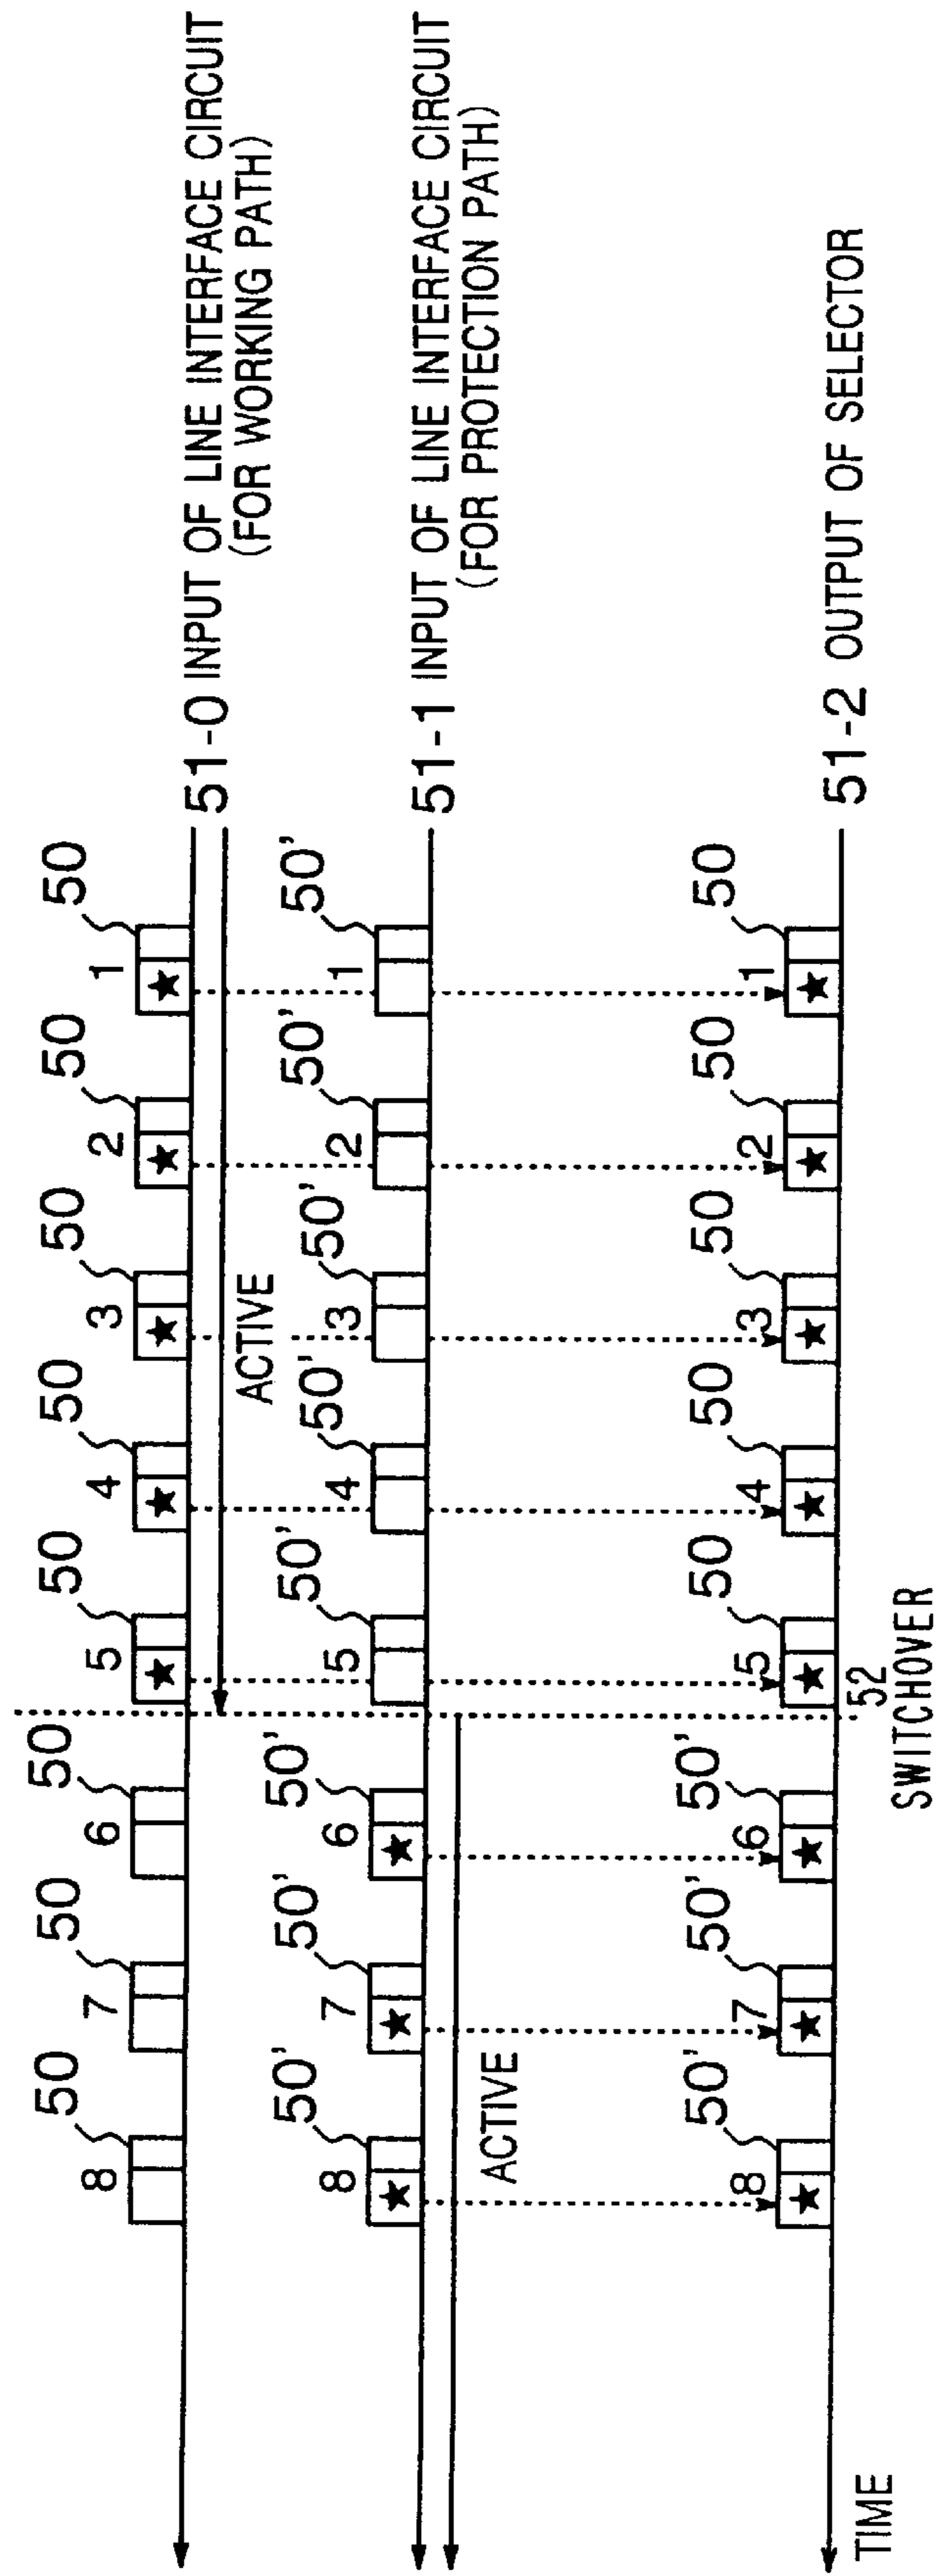 50 50 50 50 50 50 50 50
8 7 6 5 4 3 2 1
51-0 INPUT OF LINE INTERFACE CIRCUIT
(FOR WORKING PATH)
ACTIVE
50' 50' 50' 50' 50' 50' 50' 50'
8 7 6 5 4 3 2 1
51-1 INPUT OF LINE INTERFACE CIRCUIT
(FOR PROTECTION PATH)
ACTIVE
50' 50' 50' 50 50 50 50 50
8 7 6 5 4 3 2 1
51-2 OUTPUT OF SELECTOR
TIME
52
SWITCHOVER